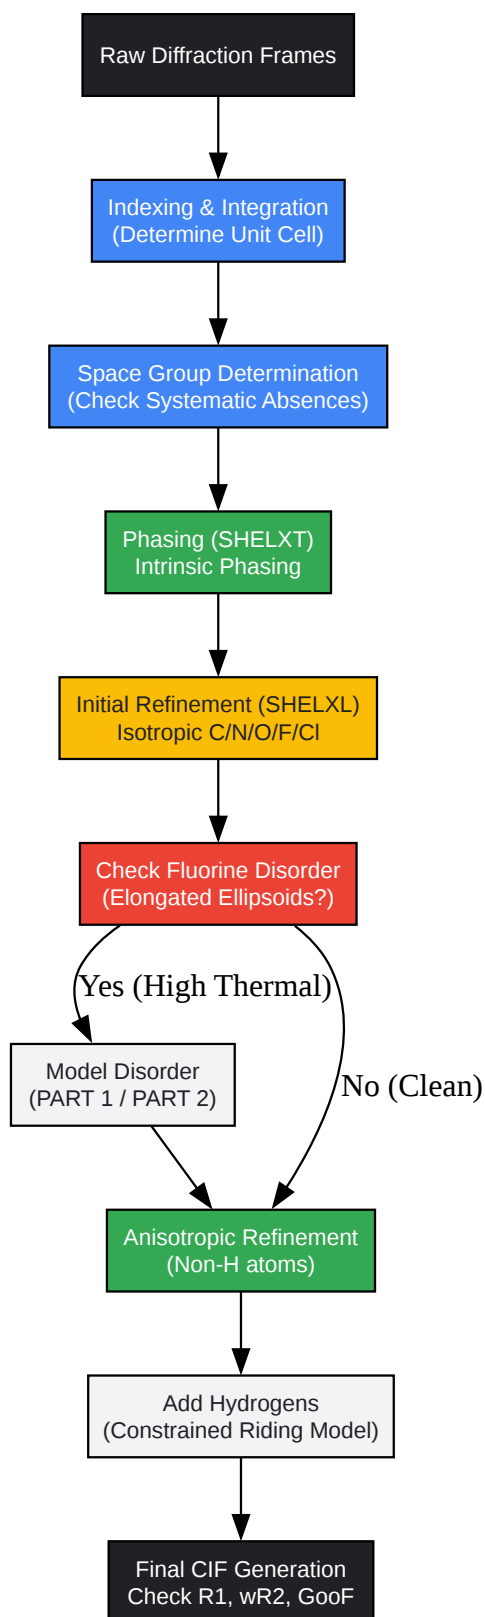 Raw Diffraction Frames
Indexing & Integration
(Determine Unit Cell)
Space Group Determination
(Check Systematic Absences)
Phasing (SHELXT)
Intrinsic Phasing
Initial Refinement (SHELXL)
Isotropic C/N/O/F/Cl
Check Fluorine Disorder
(Elongated Ellipsoids?)
Yes (High Thermal)
Model Disorder
(PART 1 / PART 2)
No (Clean)
Anisotropic Refinement
(Non-H atoms)
Add Hydrogens
(Constrained Riding Model)
Final CIF Generation
Check R1, wR2, GooF